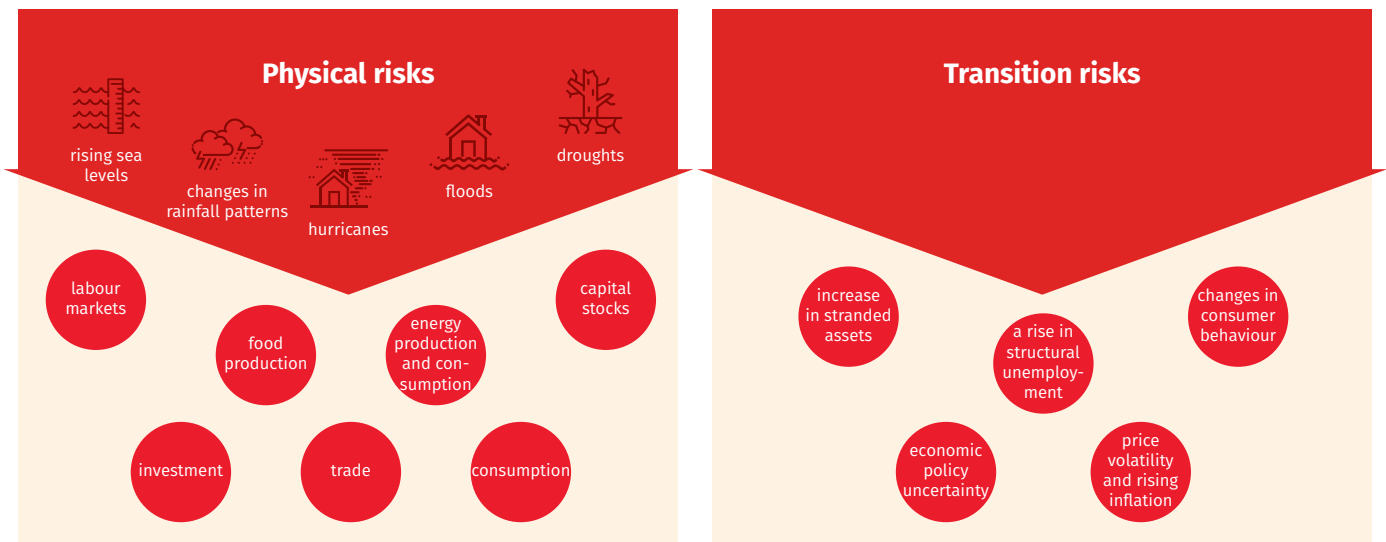 Physical risks
rising sea
levels
changes in
rainfall patterns
hurricanes
floods
droughts
labour
markets
food
production
energy
production
and con-
sumption
capital
stocks
investment
trade
consumption
Transition risks
increase
in stranded
assets
a rise in
structural
unemploy-
ment
changes in
consumer
behaviour
economic
policy
uncertainty
price
volatility
and rising
inflation